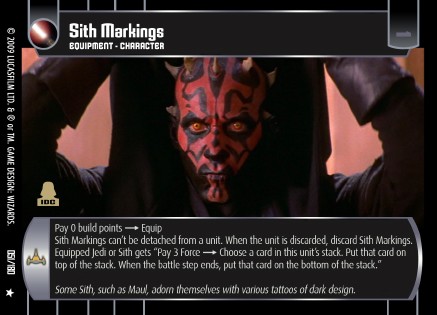 Sith Markings
EQUIPMENT - CHARACTER
© 2009 LUCASFILM LTD. & ® or TM. GAME DESIGN: WIZARDS.
IDC
Pay 0 build points → Equip
Sith Markings can't be detached from a unit. When the unit is discarded, discard Sith Markings.
Equipped Jedi or Sith gets "Pay 3 Force → Choose a card in this unit's stack. Put that card on
top of the stack. When the battle step ends, put that card on the bottom of the stack."
Some Sith, such as Maul, adorn themselves with various tattoos of dark design.